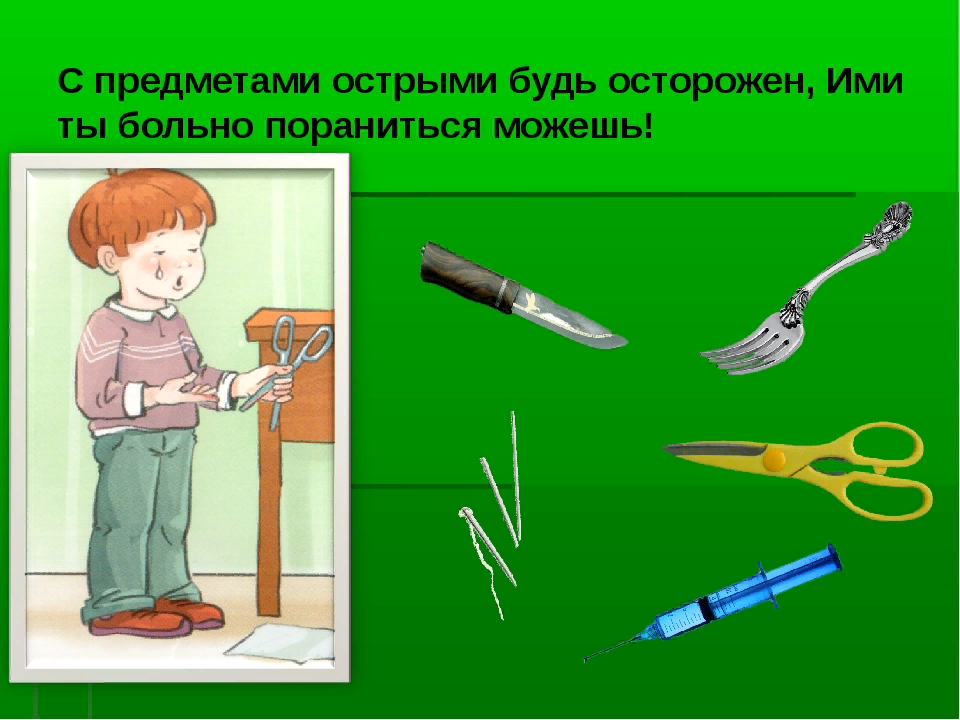 С предметами острыми будь осторожен, Ими
ты больно пораниться можешь!